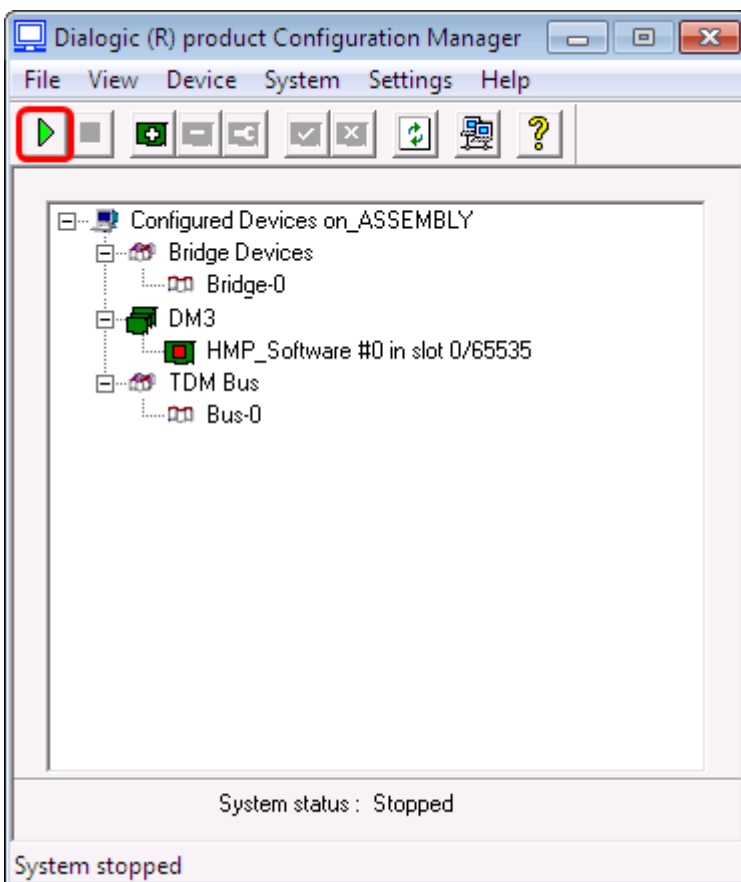 Dialogic (R) product Configuration Manager
File View Device System Settings Help
Configured Devices on_ASSEMBLY
Bridge Devices
Bridge-0
DM3
HMP_Software #0 in slot 0/65535
TDM Bus
Bus-0
System status : Stopped
System stopped